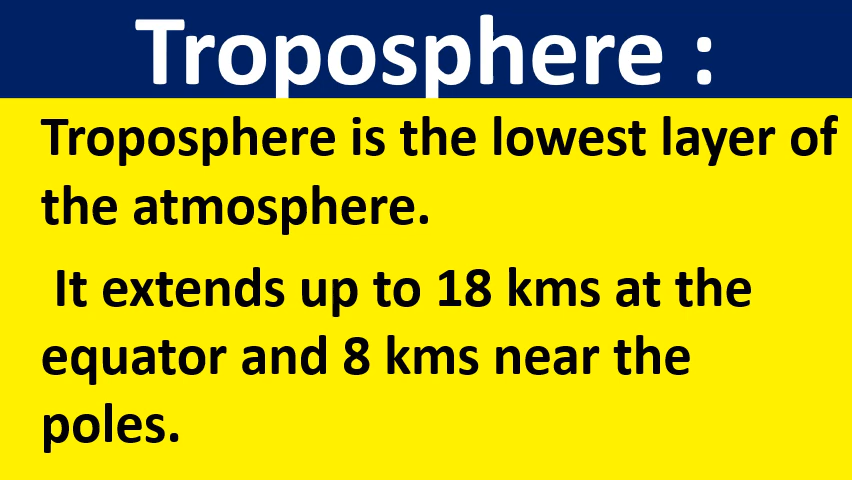 Troposphere :
Troposphere is the lowest layer of
the atmosphere.
It extends up to 18 kms at the
equator and 8 kms near the
poles.